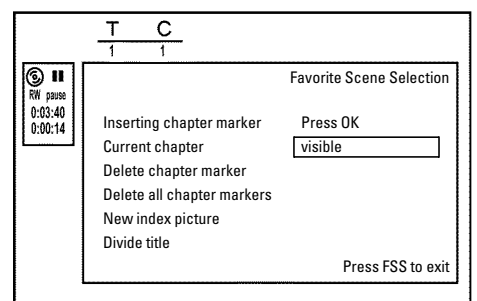 T C
1 1
RW pause
0:03:40
0:00:14
Favorite Scene Selection
Inserting chapter marker Press OK
Current chapter visible
Delete chapter marker
Delete all chapter markers
New index picture
Divide title
Press FSS to exit